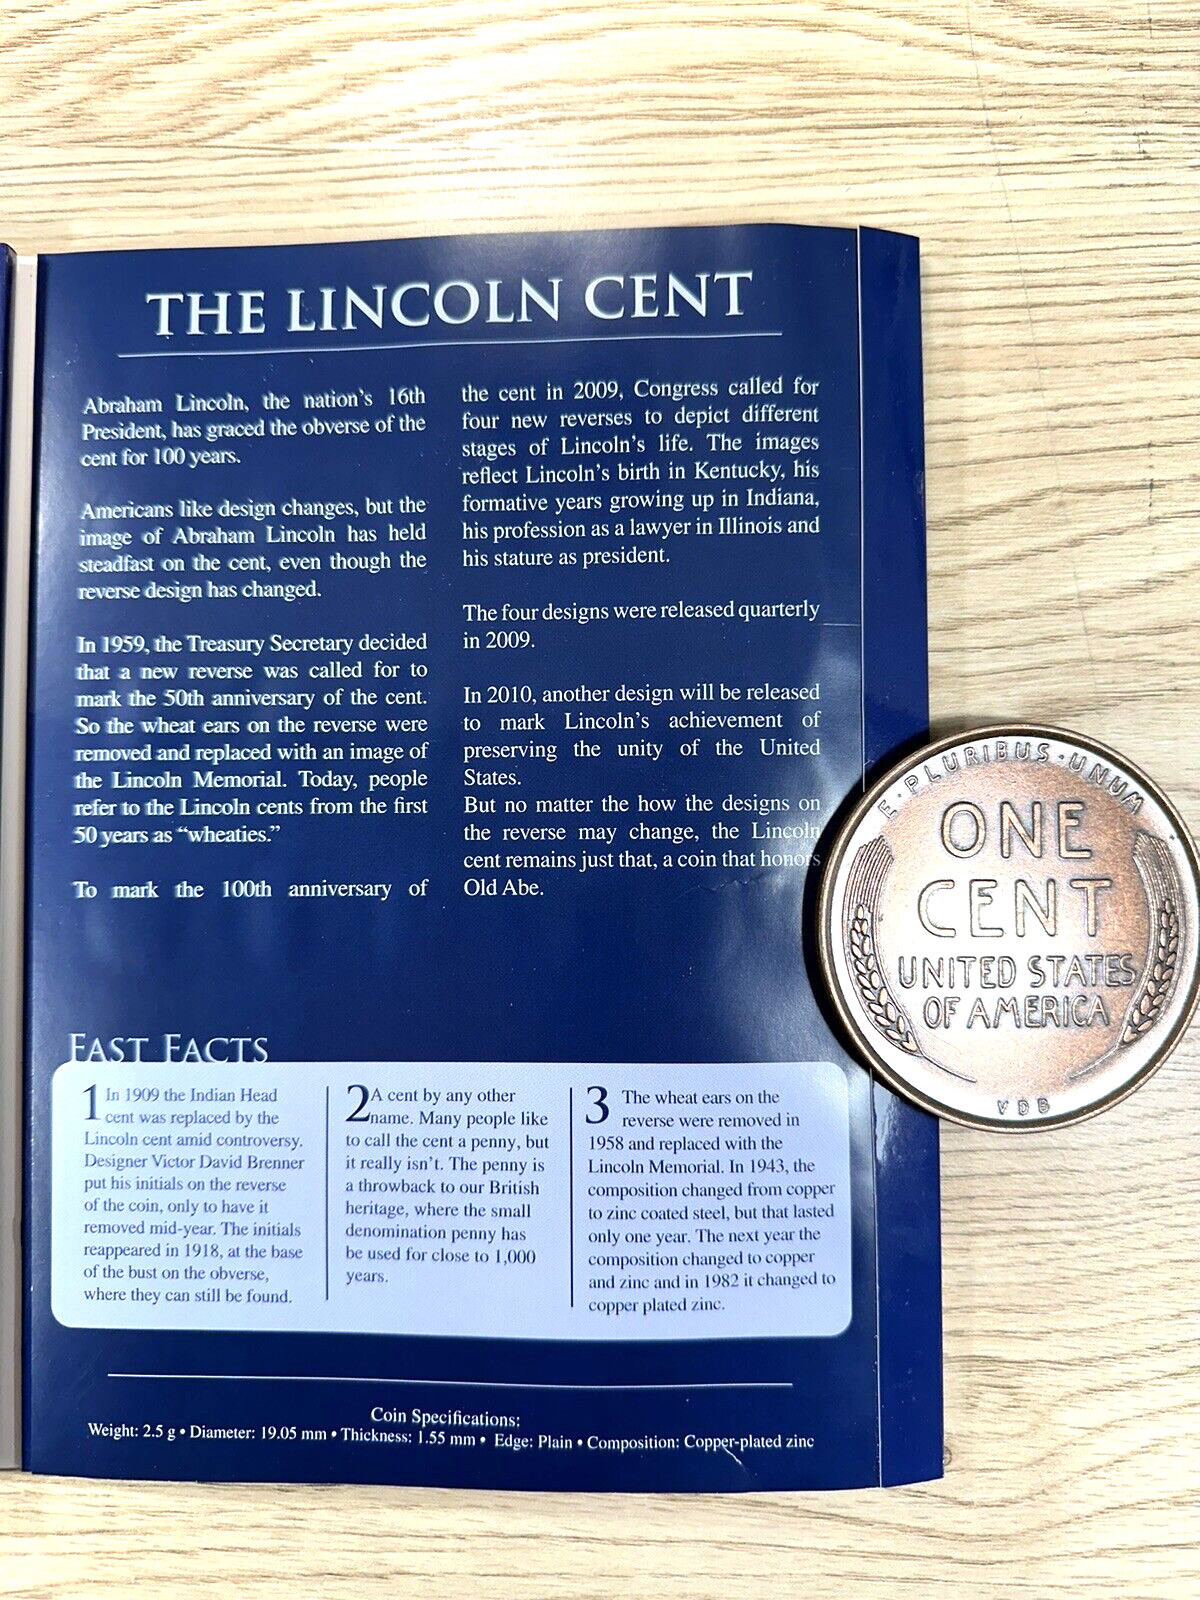 THE LINCOLN CENT
Abraham Lincoln, the nation's 16th
President, has graced the obverse of the
cent for 100 years.
Americans like design changes, but the
image of Abraham Lincoln has held
steadfast on the cent, even though the
reverse design has changed.
In 1959, the Treasury Secretary decided
that a new reverse was called for to
mark the 50th anniversary of the cent.
So the wheat ears on the reverse were
removed and replaced with an image of
the Lincoln Memorial. Today, people
refer to the Lincoln cents from the first
50 years as “wheaties.”
To mark the 100th anniversary of
the cent in 2009, Congress called for
four new reverses to depict different
stages of Lincoln's life. The images
reflect Lincoln's birth in Kentucky, his
formative years growing up in Indiana,
his profession as a lawyer in Illinois and
his stature as president.
The four designs were released quarterly
in 2009.
In 2010, another design will be released
to mark Lincoln's achievement of
preserving the unity of the United
States.
But no matter the how the designs on
the reverse may change, the Lincoln
cent remains just that, a coin that honors
Old Abe.
FAST FACTS
1 In 1909 the Indian Head
cent was replaced by the
Lincoln cent amid controversy.
Designer Victor David Brenner
put his initials on the reverse
of the coin, only to have it
removed mid-year. The initials
reappeared in 1918, at the base
of the bust on the obverse,
where they can still be found.
2 A cent by any other
name. Many people like
to call the cent a penny, but
it really isn't. The penny is
a throwback to our British
heritage, where the small
denomination penny has
be used for close to 1,000
years.
3 The wheat ears on the
reverse were removed in
1958 and replaced with the
Lincoln Memorial. In 1943, the
composition changed from copper
to zinc coated steel, but that lasted
only one year. The next year the
composition changed to copper
and zinc and in 1982 it changed to
copper plated zinc.
Coin Specifications:
Weight: 2.5 g • Diameter: 19.05 mm • Thickness: 1.55 mm • Edge: Plain • Composition: Copper-plated zinc
E·PLURIBUS·UNUM
ONE
CENT
UNITED STATES
OF AMERICA
VDB